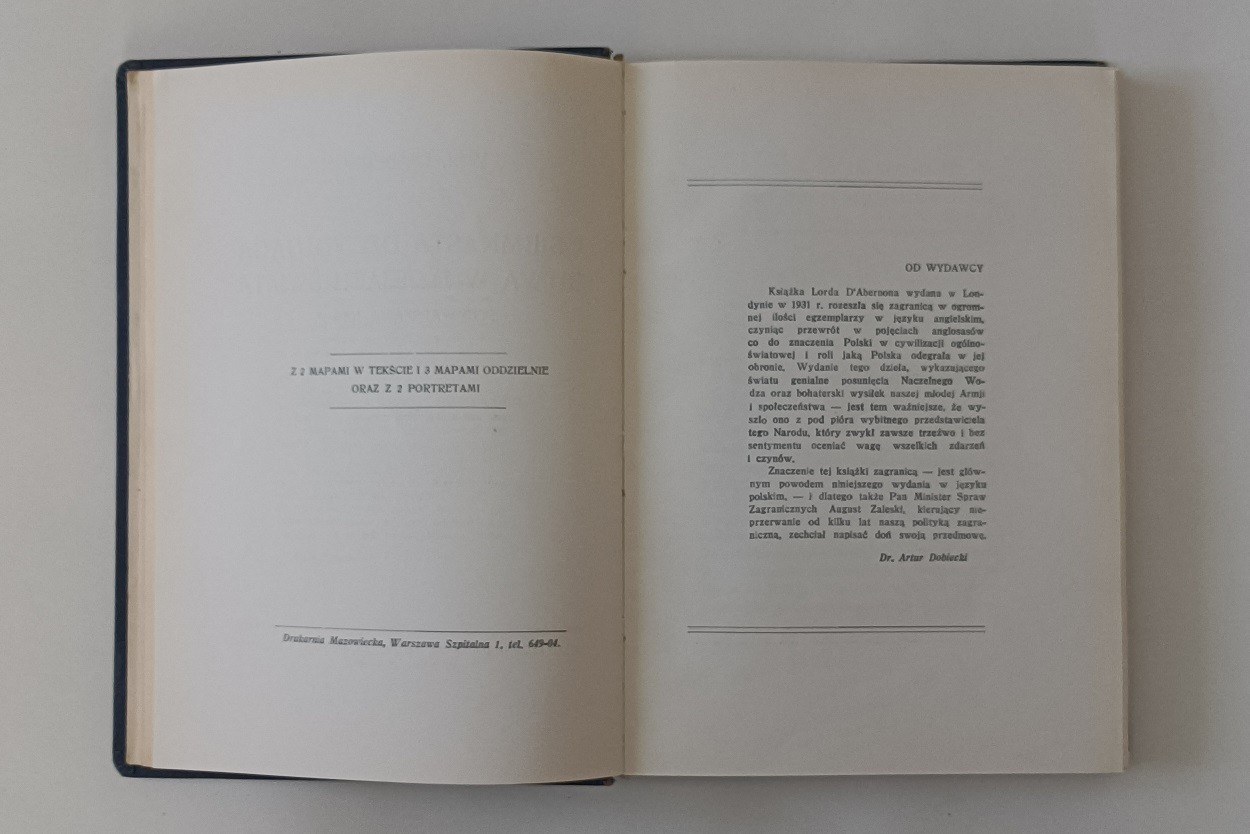 Z 2 MAPAMI W TEKŚCIE I 3 MAPAMI ODDZIELNIE
ORAZ Z 2 PORTRETAMI
Drukarnia Mazowiecka, Warszawa Szpitalna 1, tel. 649-04.
OD WYDAWCY
Książka Lorda D'Abernona wydana w Lon-
dynie w 1931 r. rozeszła się zagranicą w ogrom-
nej ilości egzemplarzy w języku angielskim,
czyniąc przewrót w pojęciach anglosasów
co do znaczenia Polski w cywilizacji ogólno-
światowej i roli jaką Polska odegrała w jej
obronie. Wydanie tego dzieła, wykazującego
światu genialne posunięcia Naczelnego Wo-
dza oraz bohaterski wysiłek naszej młodej Armji
i społeczeństwa — jest tem ważniejsze, że wy-
szło ono z pod pióra wybitnego przedstawiciela
tego Narodu, który zwykł zawsze trzeźwo i bez
sentymentu oceniać wagę wszelkich zdarzeń
i czynów.
Znaczenie tej książki zagranicą — jest głów-
nym powodem niniejszego wydania w języku
polskim, — i dlatego także Pan Minister Spraw
Zagranicznych August Zaleski, kierujący nie-
przerwanie od kilku lat naszą polityką zagra-
niczną, zechciał napisać doń swoją przedmowę.
Dr. Artur Dobiecki